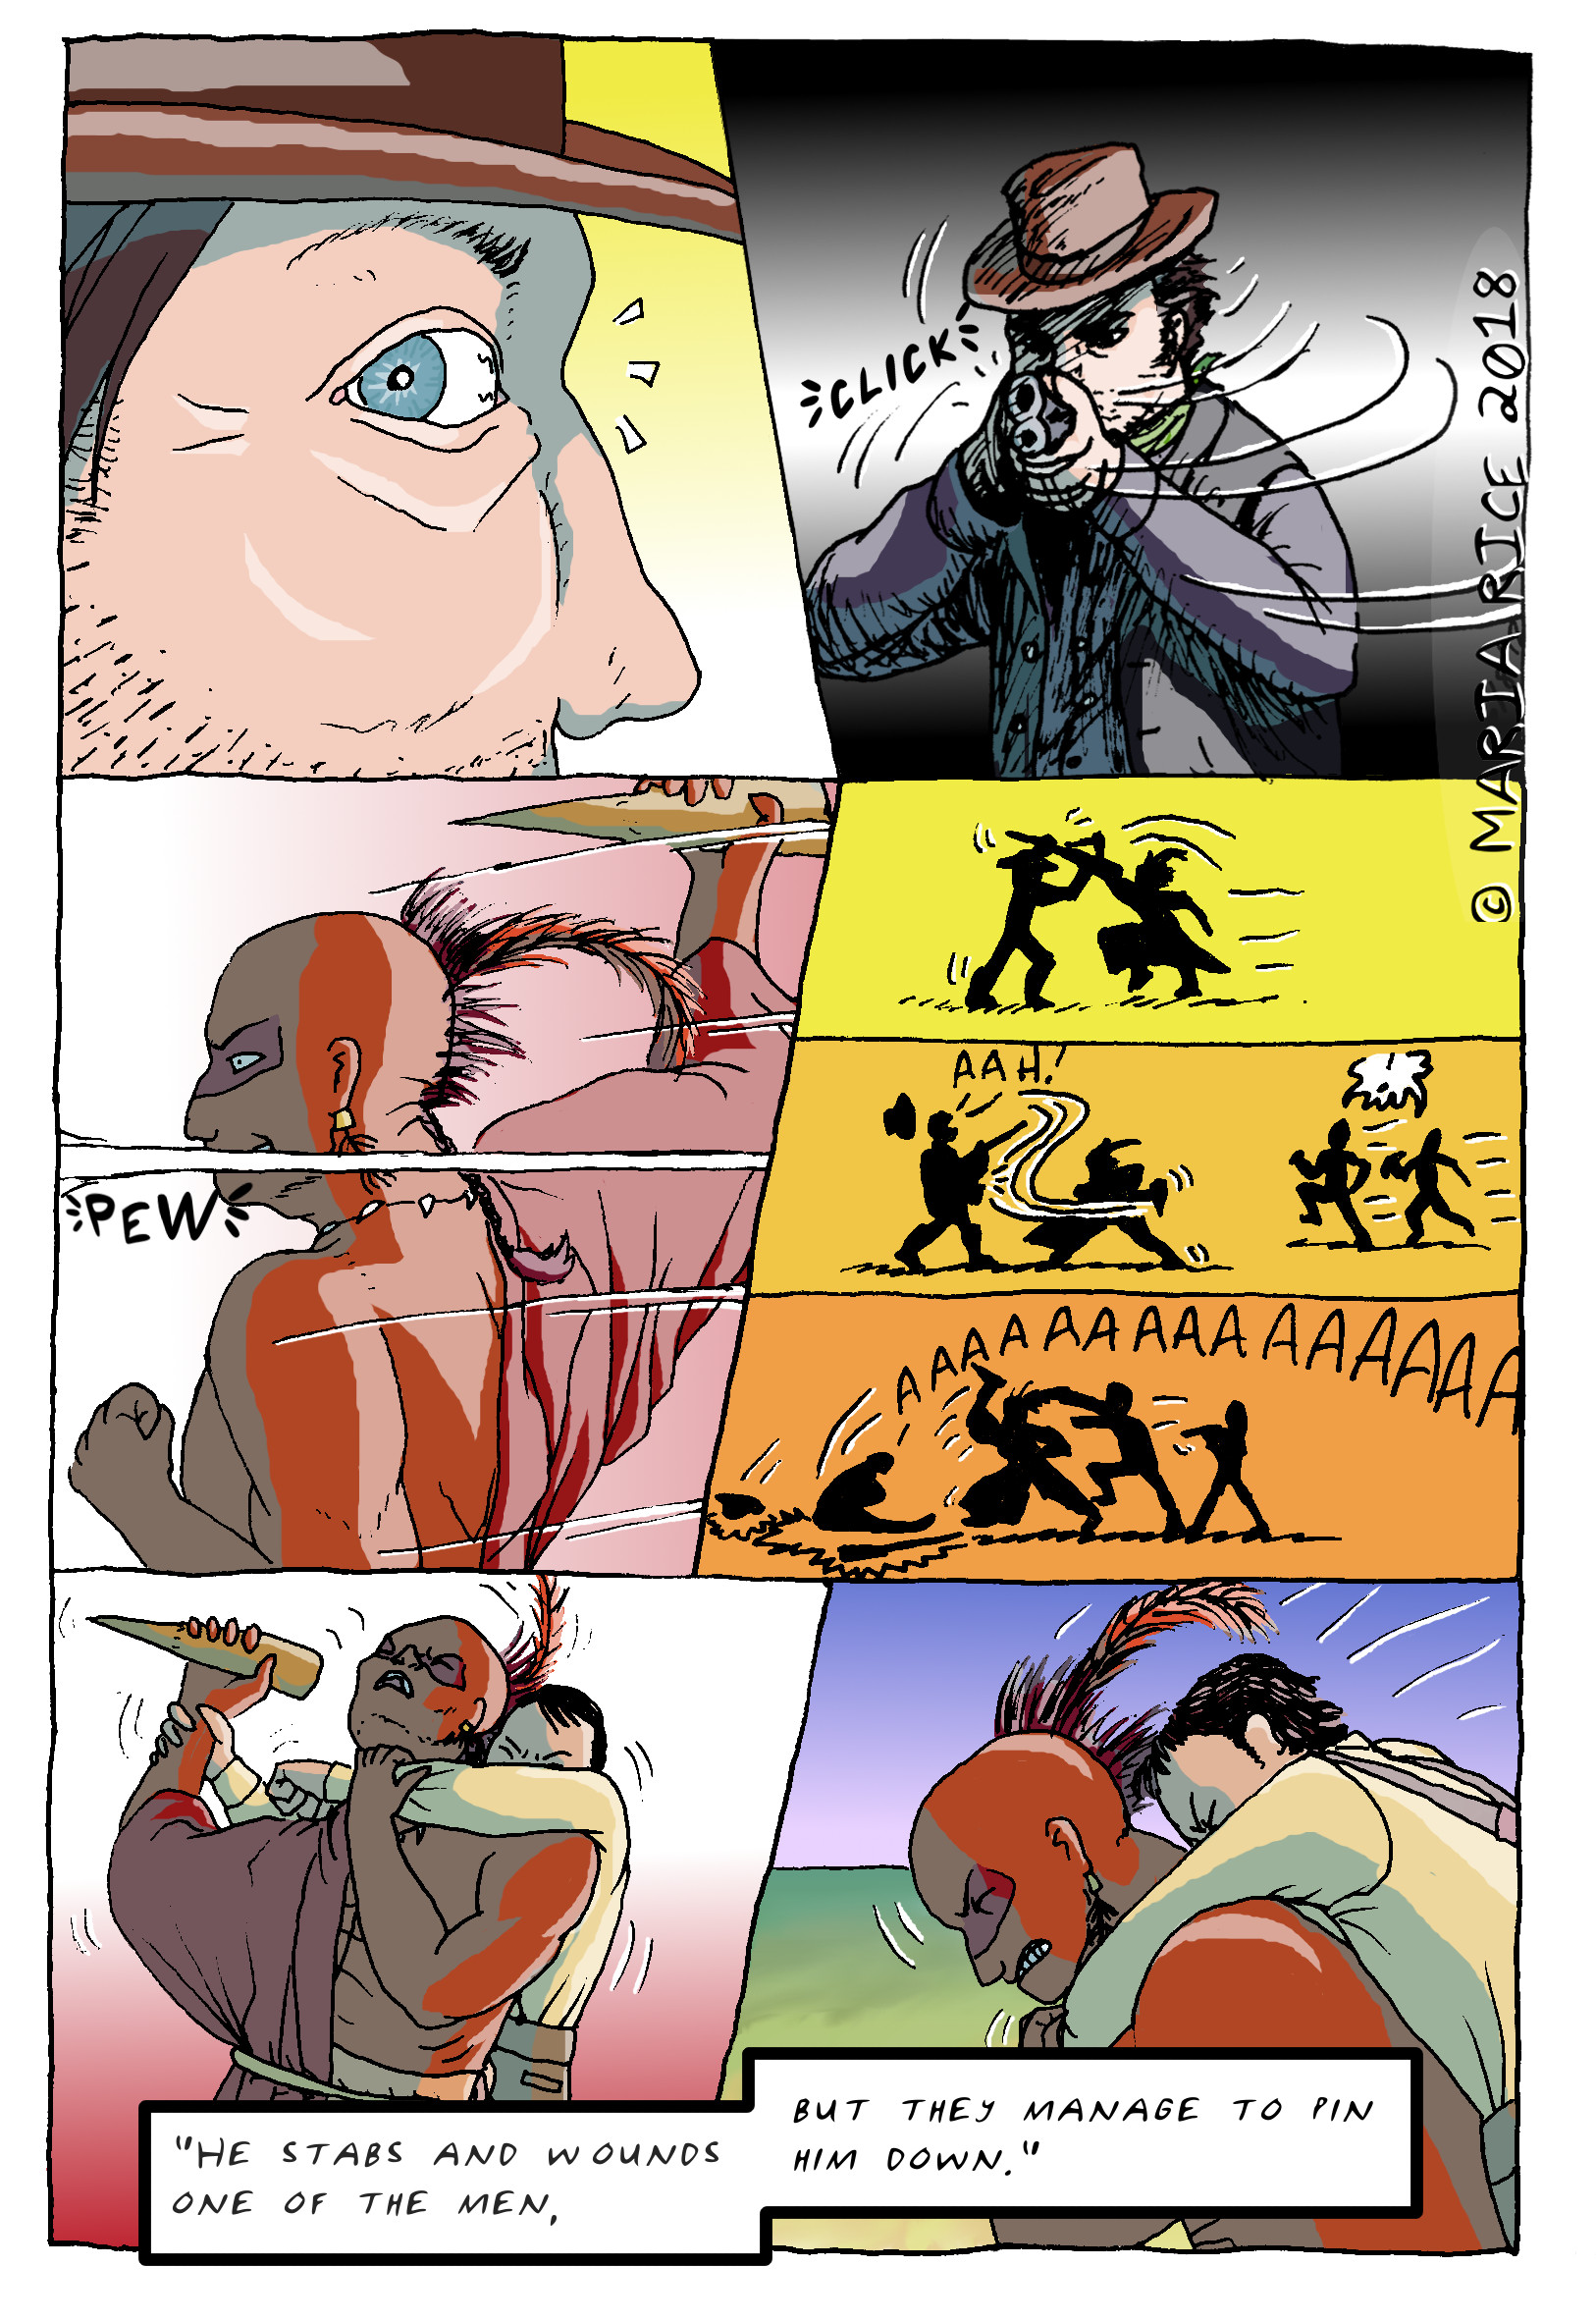 CLICK
© MARIA RICE 2018
PEW
AAH!
AAAAAAAAAAAAAAAAA
"HE STABS AND WOUNDS
ONE OF THE MEN,
BUT THEY MANAGE TO PIN
HIM DOWN."